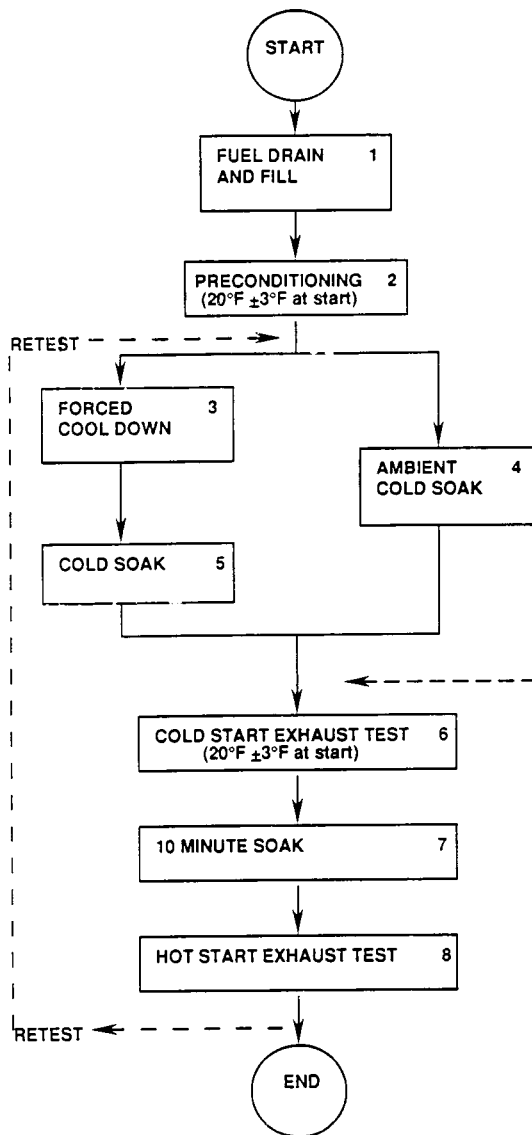 START
FUEL DRAIN 1
AND FILL
PRECONDITIONING 2
(20°F ±3°F at start)
RETEST
FORCED 3
COOL DOWN
AMBIENT 4
COLD SOAK
COLD SOAK 5
COLD START EXHAUST TEST 6
(20°F ±3°F at start)
10 MINUTE SOAK 7
HOT START EXHAUST TEST 8
RETEST
END